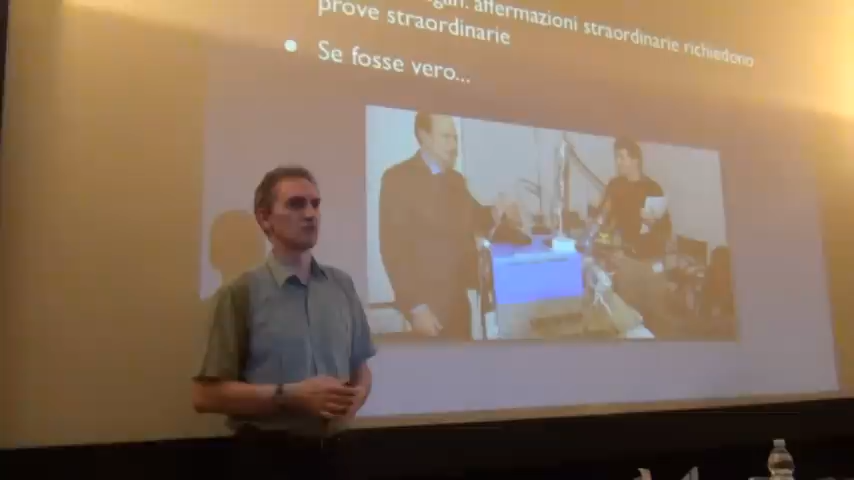 affermazioni straordinarie richiedono
prove straordinarie
• Se fosse vero...